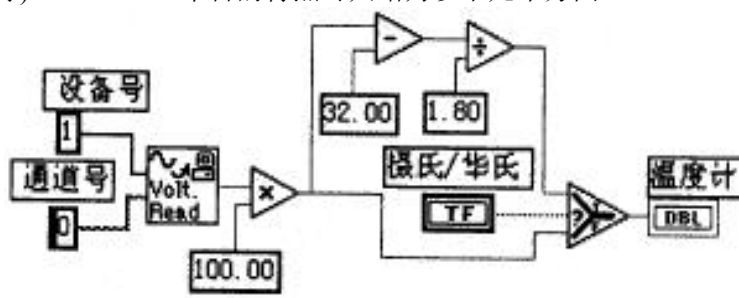 设备号
1
通道号
0
Volt.
Read
×
100.00
−
32.00
÷
1.80
摄氏/华氏
TF
?
温度计
DBL